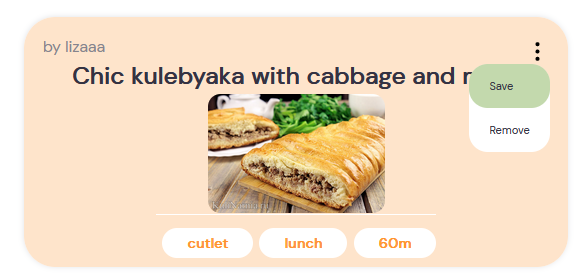 by lizaaa
Chic kulebyaka with cabbage and
Save
Remove
cutlet
lunch
60m